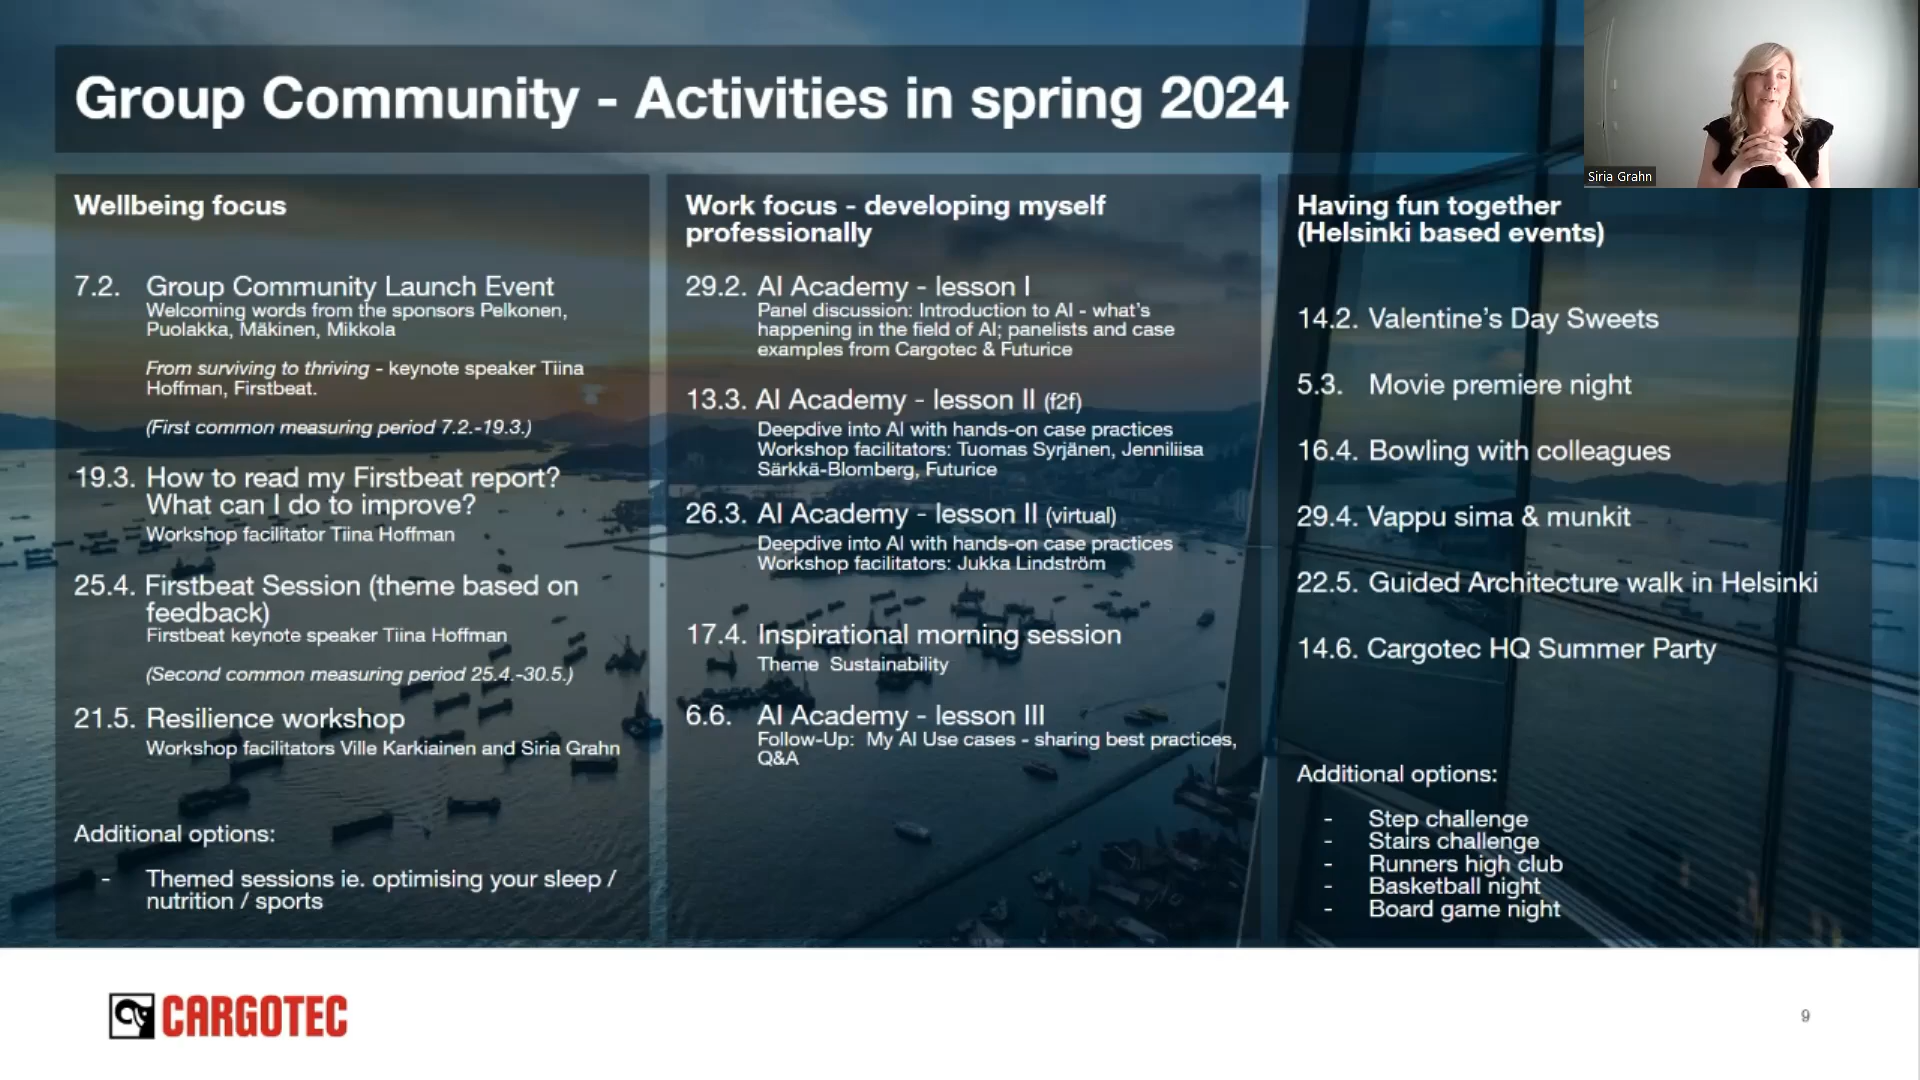 Group Community - Activities in spring 2024
Siria Grahn
Wellbeing focus
7.2. Group Community Launch Event
Welcoming words from the sponsors Pelkonen,
Puolakka, Mäkinen, Mikkola
From surviving to thriving - keynote speaker Tiina
Hoffman, Firstbeat.
(First common measuring period 7.2.-19.3.)
19.3. How to read my Firstbeat report?
What can I do to improve?
Workshop facilitator Tiina Hoffman
25.4. Firstbeat Session (theme based on
feedback)
Firstbeat keynote speaker Tiina Hoffman
(Second common measuring period 25.4.-30.5.)
21.5. Resilience workshop
Workshop facilitators Ville Karkiainen and Siria Grahn
Additional options:
- Themed sessions ie. optimising your sleep /
nutrition / sports
Work focus - developing myself
professionally
29.2. AI Academy - lesson I
Panel discussion: Introduction to AI - what's
happening in the field of AI; panelists and case
examples from Cargotec & Futurice
13.3. AI Academy - lesson II (f2f)
Deepdive into AI with hands-on case practices
Workshop facilitators: Tuomas Syrjänen, Jenniliisa
Särkkä-Blomberg, Futurice
26.3. AI Academy - lesson II (virtual)
Deepdive into AI with hands-on case practices
Workshop facilitators: Jukka Lindström
17.4. Inspirational morning session
Theme Sustainability
6.6. AI Academy - lesson III
Follow-Up: My AI Use cases - sharing best practices,
Q&A
Having fun together
(Helsinki based events)
14.2. Valentine's Day Sweets
5.3. Movie premiere night
16.4. Bowling with colleagues
29.4. Vappu sima & munkit
22.5. Guided Architecture walk in Helsinki
14.6. Cargotec HQ Summer Party
Additional options:
- Step challenge
- Stairs challenge
- Runners high club
- Basketball night
- Board game night
CARGOTEC
9